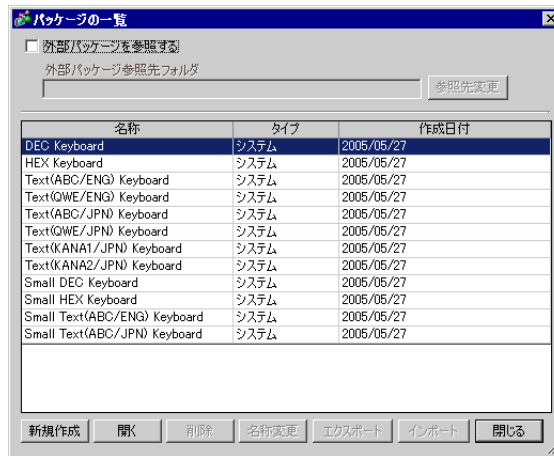 パッケージの一覧
外部パッケージを参照する
外部パッケージ参照先フォルダ
参照先変更
名称 タイプ 作成日付
DEC Keyboard システム 2005/05/27
HEX Keyboard システム 2005/05/27
Text(ABC/ENG) Keyboard システム 2005/05/27
Text(QWE/ENG) Keyboard システム 2005/05/27
Text(ABC/JPN) Keyboard システム 2005/05/27
Text(QWE/JPN) Keyboard システム 2005/05/27
Text(KANA1/JPN) Keyboard システム 2005/05/27
Text(KANA2/JPN) Keyboard システム 2005/05/27
Small DEC Keyboard システム 2005/05/27
Small HEX Keyboard システム 2005/05/27
Small Text(ABC/ENG) Keyboard システム 2005/05/27
Small Text(ABC/JPN) Keyboard システム 2005/05/27
新規作成 開く 削除 名称変更 エクスポート インポート 閉じる